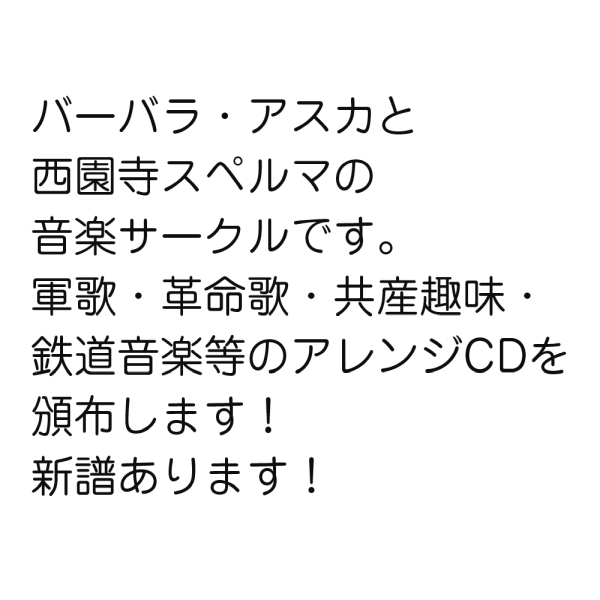 バーバラ・アスカと
西園寺スペルマの
音楽サークルです。
軍歌・革命歌・共産趣味・
鉄道音楽等のアレンジCDを
頒布します！
新譜あります！